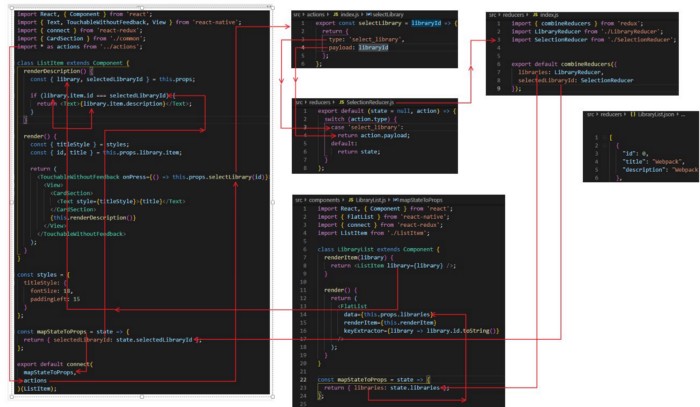 import React, { Component } from 'react';
import { Text, TouchableWithoutFeedback, View } from 'react-native';
import { connect } from 'react-redux';
import { CardSection } from './common';
import * as actions from '../actions';
class ListItem extends Component {
renderDescription() {
const { library, selectedLibraryId } = this.props;
if (library.item.id === selectedLibraryId) {
return <Text>{library.item.description}</Text>;
}
}
render() {
const { titleStyle } = styles;
const { id, title } = this.props.library.item;
return (
<TouchableWithoutFeedback onPress={() => this.props.selectLibrary(id)}
<View>
<CardSection>
<Text style={titleStyle}>{title}</Text>
</CardSection>
{this.renderDescription()}
</View>
</TouchableWithoutFeedback>
);
}
}
const styles = {
titleStyle: {
fontSize: 18,
paddingLeft: 15
}
};
const mapStateToProps = state => {
return { selectedLibraryId: state.selectedLibraryId };
};
export default connect(
mapStateToProps,
actions
)(ListItem);
src > actions > JS index.js > selectLibrary
1 export const selectLibrary = libraryId => {
2 return {
3 type: 'select_library',
4 payload: libraryId
5 };
6 };
src > reducers > JS SelectionReducer.js
1 export default (state = null, action) => {
2 switch (action.type) {
3 case 'select_library':
4 return action.payload;
5 default:
6 return state;
7 }
8 };
src > reducers > JS index.js
1 import { combineReducers } from 'redux';
2 import LibraryReducer from './LibraryReducer';
3 import SelectionReducer from './SelectionReducer';
4
5
6 export default combineReducers({
7 libraries: LibraryReducer,
8 selectedLibraryId: SelectionReducer
9 });
src > reducers > {} LibraryList.json > ...
5 [
2 {
3 "id": 0,
4 "title": "Webpack",
5 "description": "Webpack
6 },
src > components > JS LibraryList.js > mapStateToProps
1 import React, { Component } from 'react';
2 import { FlatList } from 'react-native';
3 import { connect } from 'react-redux';
4 import ListItem from './ListItem';
5
6 class LibraryList extends Component {
7 renderItem(library) {
8 return <ListItem library={library} />;
9 }
10
11 render() {
12 return (
13 <FlatList
14 data={this.props.libraries}
15 renderItem={this.renderItem}
16 keyExtractor={library => library.id.toString()}
17 />
18 );
19 }
20 }
21
22 const mapStateToProps = state => {
23 return { libraries: state.libraries };
24 };
25